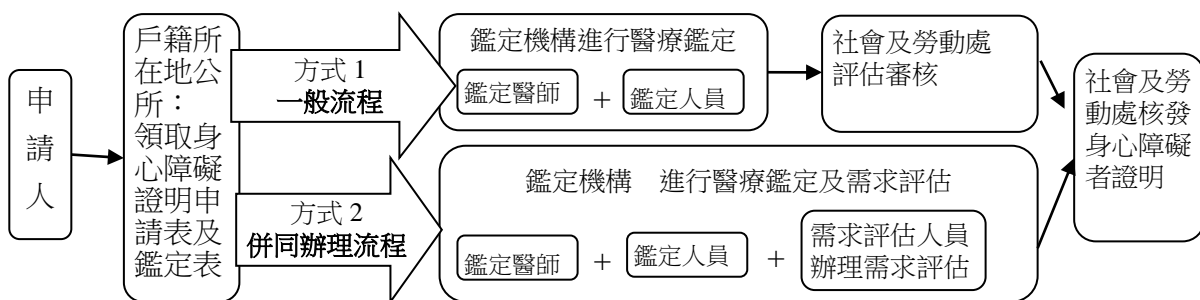 申
請
人
戶籍所
在地公
所：
領取身
心障礙
證明申
請表及
鑑定表
方式 1
一般流程
鑑定機構進行醫療鑑定
鑑定醫師 + 鑑定人員
社會及勞動處
評估審核
方式 2
併同辦理流程
鑑定機構　進行醫療鑑定及需求評估
鑑定醫師 + 鑑定人員 +
需求評估人員
辦理需求評估
社會及勞
動處核發
身心障礙
者證明